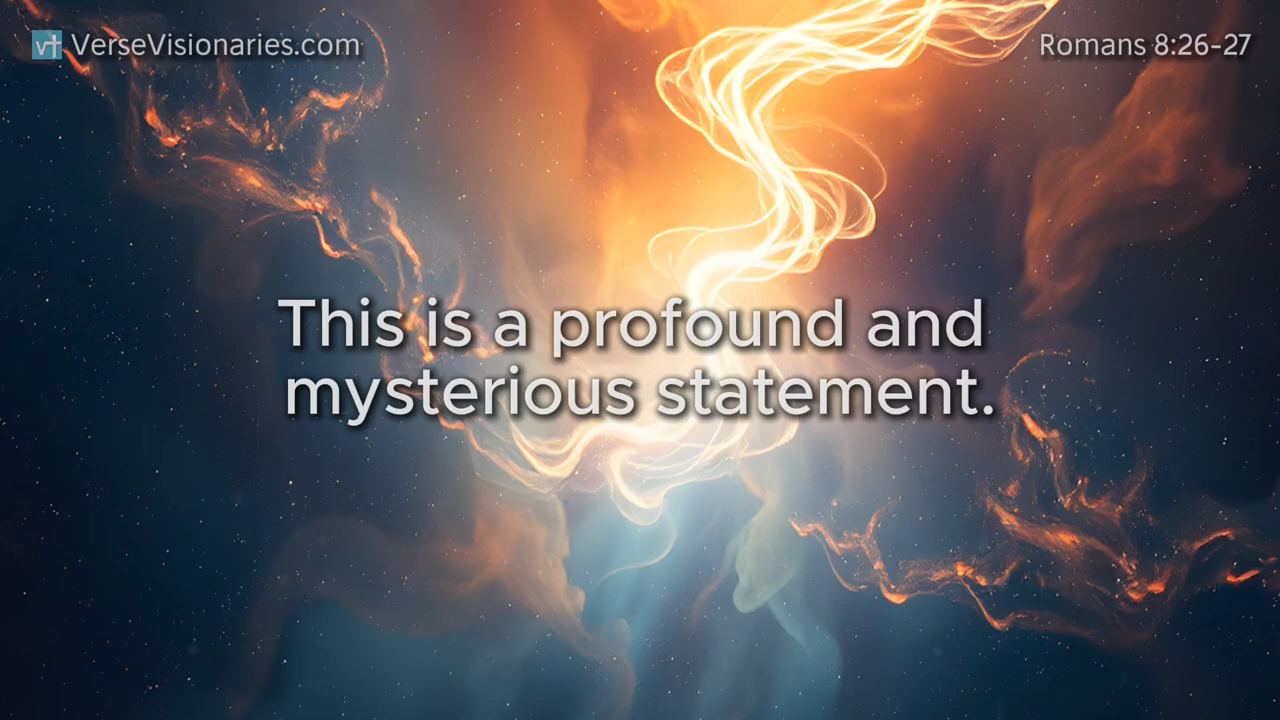 VerseVisionaries.com
Romans 8:26-27
This is a profound and
mysterious statement.